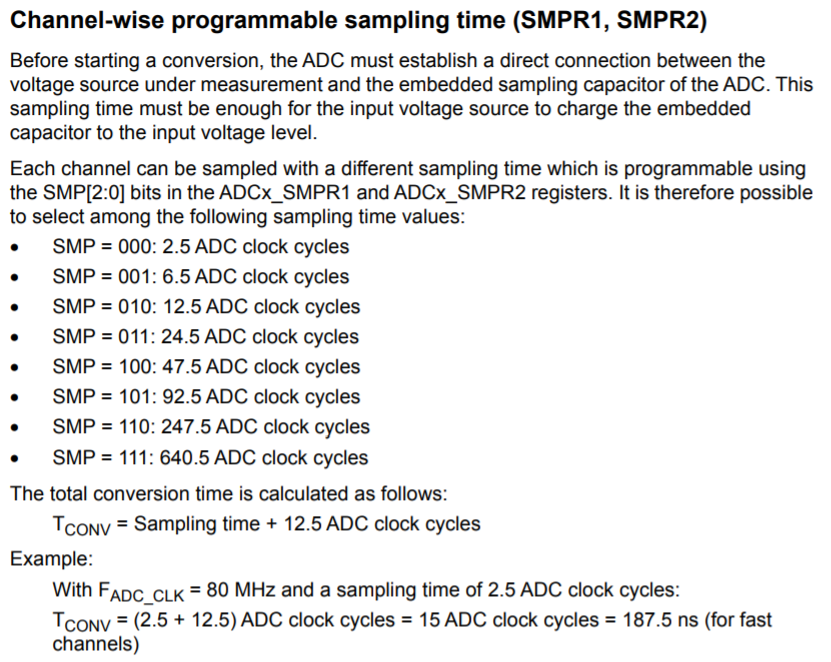 Channel-wise programmable sampling time (SMPR1, SMPR2)
Before starting a conversion, the ADC must establish a direct connection between the
voltage source under measurement and the embedded sampling capacitor of the ADC. This
sampling time must be enough for the input voltage source to charge the embedded
capacitor to the input voltage level.
Each channel can be sampled with a different sampling time which is programmable using
the SMP[2:0] bits in the ADCx_SMPR1 and ADCx_SMPR2 registers. It is therefore possible
to select among the following sampling time values:
• SMP = 000: 2.5 ADC clock cycles
• SMP = 001: 6.5 ADC clock cycles
• SMP = 010: 12.5 ADC clock cycles
• SMP = 011: 24.5 ADC clock cycles
• SMP = 100: 47.5 ADC clock cycles
• SMP = 101: 92.5 ADC clock cycles
• SMP = 110: 247.5 ADC clock cycles
• SMP = 111: 640.5 ADC clock cycles
The total conversion time is calculated as follows:
TCONV = Sampling time + 12.5 ADC clock cycles
Example:
With FADC_CLK = 80 MHz and a sampling time of 2.5 ADC clock cycles:
TCONV = (2.5 + 12.5) ADC clock cycles = 15 ADC clock cycles = 187.5 ns (for fast
channels)